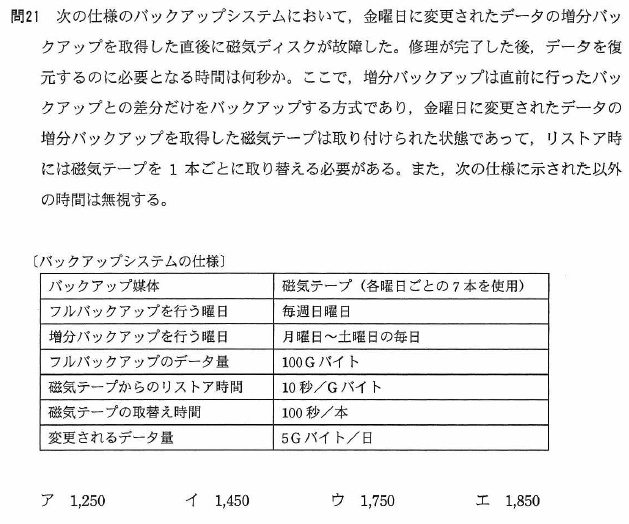 問21 次の仕様のバックアップシステムにおいて，金曜日に変更されたデータの増分バッ
クアップを取得した直後に磁気ディスクが故障した。修理が完了した後，データを復
元するのに必要となる時間は何秒か。ここで，増分バックアップは直前に行ったバッ
クアップとの差分だけをバックアップする方式であり，金曜日に変更されたデータの
増分バックアップを取得した磁気テープは取り付けられた状態であって，リストア時
には磁気テープを1本ごとに取り替える必要がある。また，次の仕様に示された以外
の時間は無視する。
〔バックアップシステムの仕様〕
バックアップ媒体 磁気テープ（各曜日ごとの7本を使用）
フルバックアップを行う曜日 毎週日曜日
増分バックアップを行う曜日 月曜日～土曜日の毎日
フルバックアップのデータ量 100Gバイト
磁気テープからのリストア時間 10秒／Gバイト
磁気テープの取替え時間 100秒／本
変更されるデータ量 5Gバイト／日
ア 1,250 イ 1,450 ウ 1,750 エ 1,850